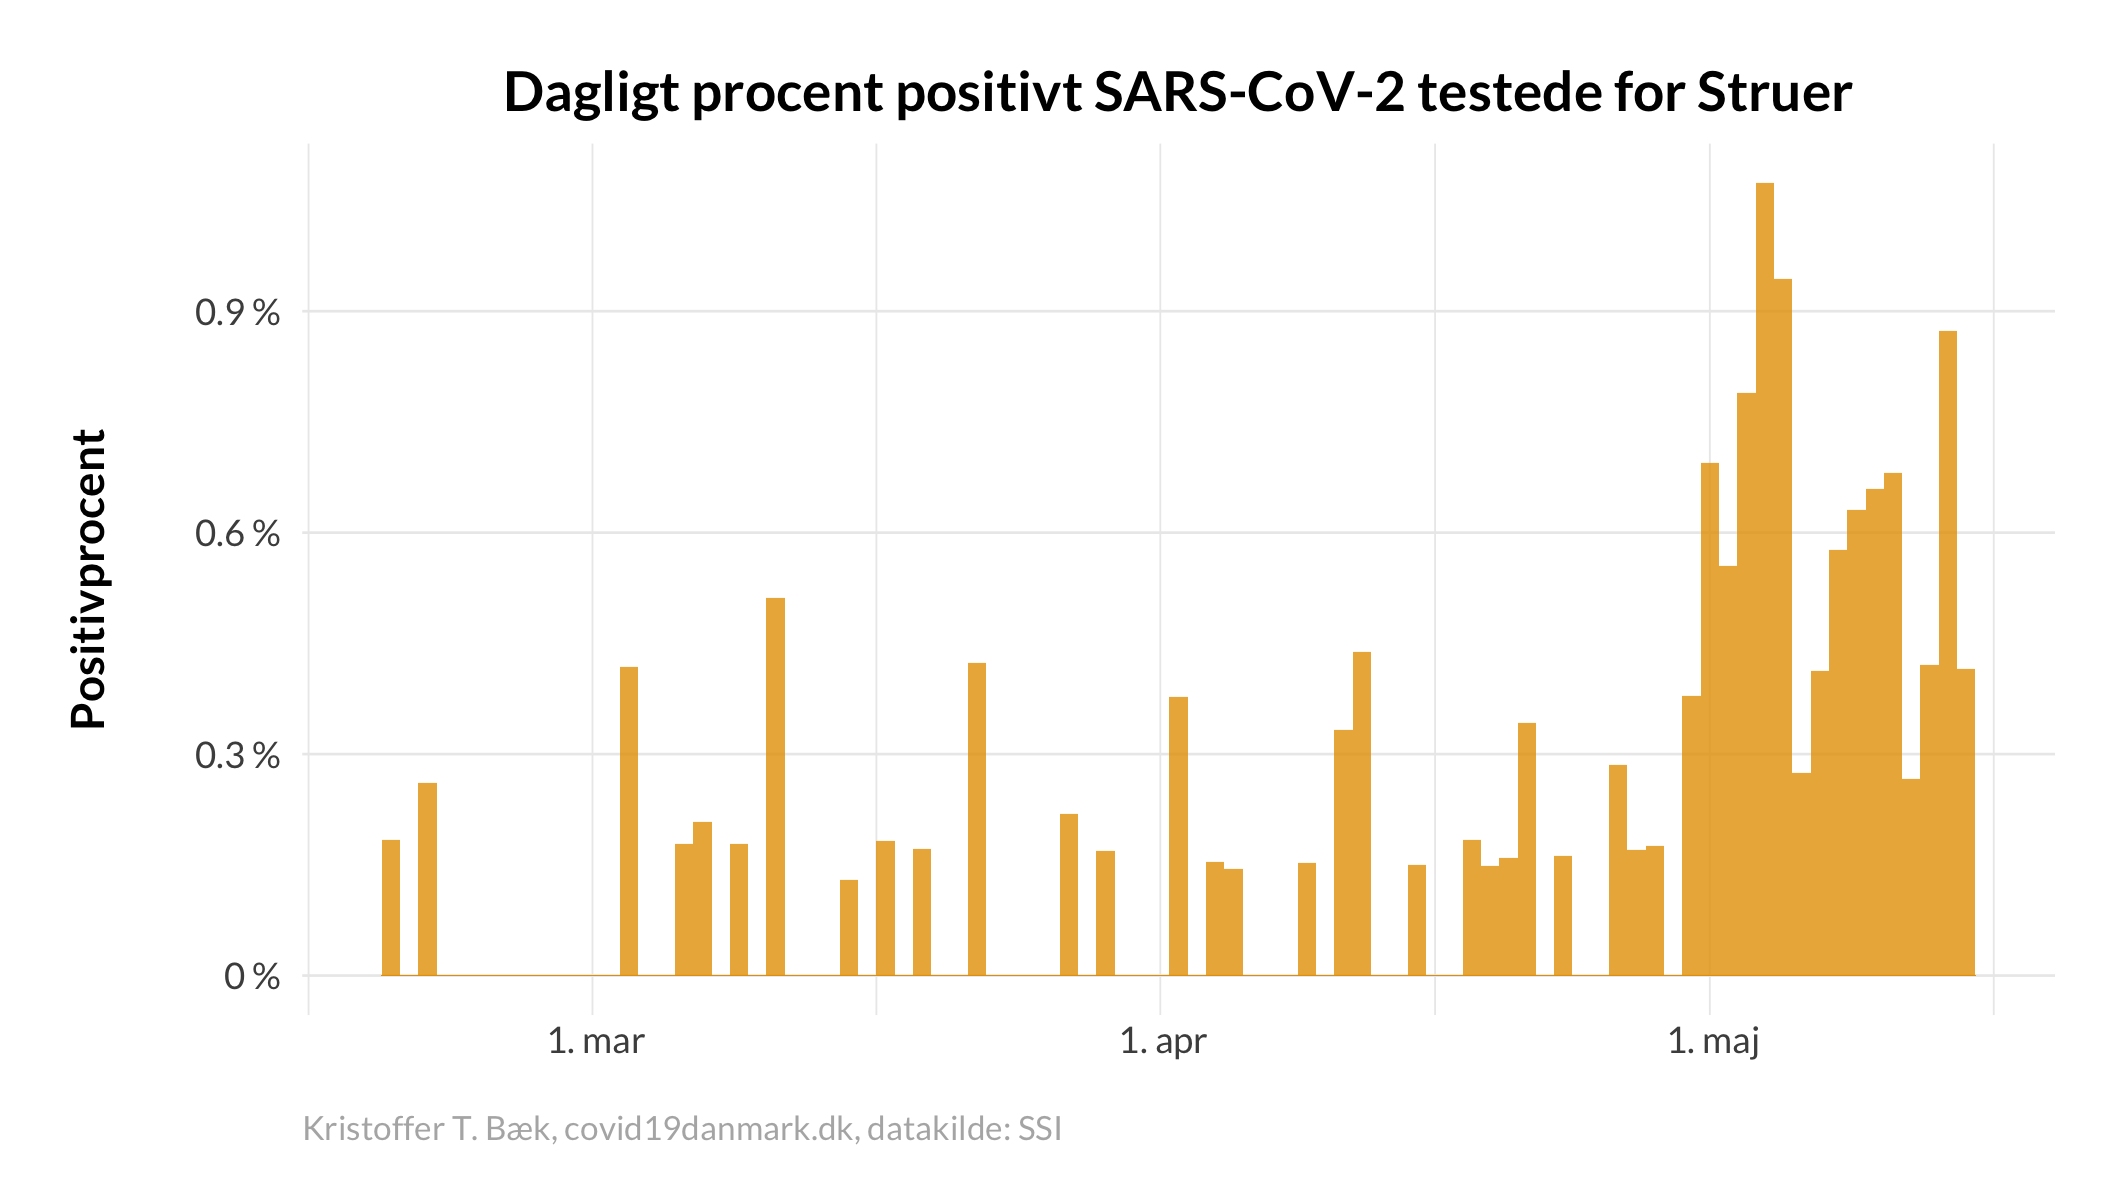 Dagligt procent positivt SARS-CoV-2 testede for Struer
Positivprocent
0.9 %
0.6 %
0.3 %
0 %
1. mar
1. apr
1. maj
Kristoffer T. Bæk, covid19danmark.dk, datakilde: SSI